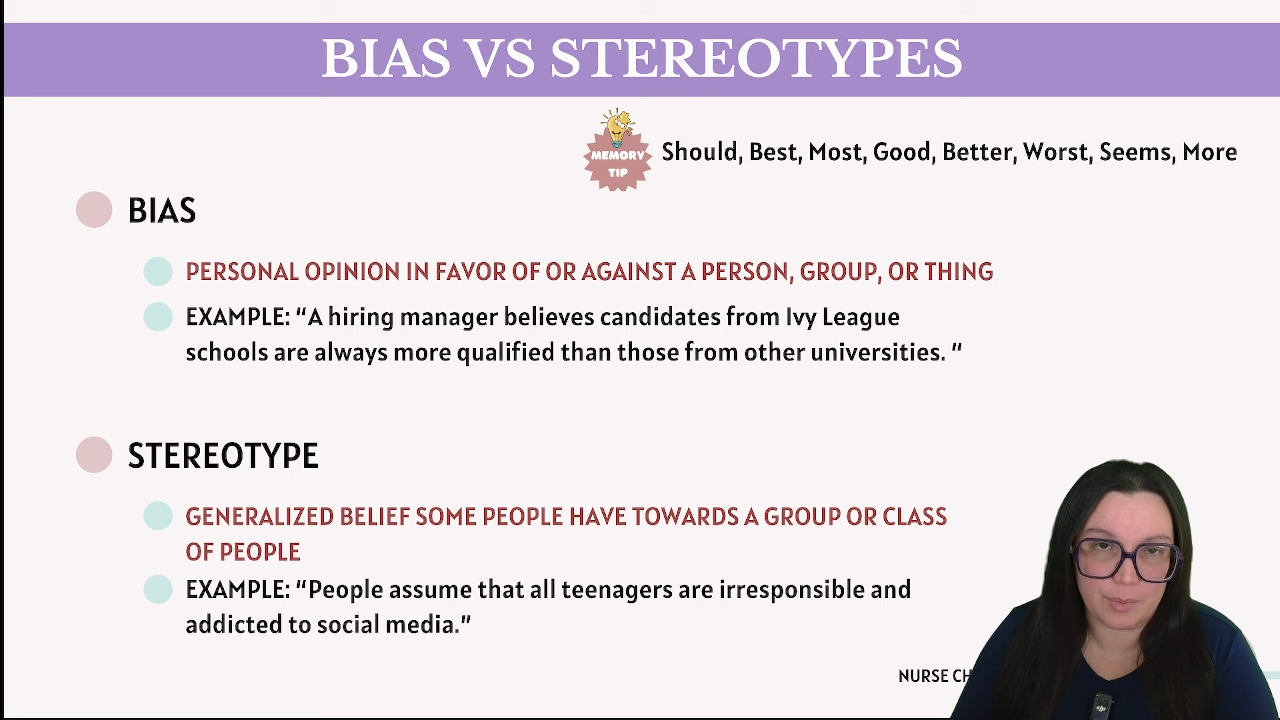 BIAS VS STEREOTYPES
MEMORY
TIP
Should, Best, Most, Good, Better, Worst, Seems, More
BIAS
PERSONAL OPINION IN FAVOR OF OR AGAINST A PERSON, GROUP, OR THING
EXAMPLE: “A hiring manager believes candidates from Ivy League
schools are always more qualified than those from other universities. “
STEREOTYPE
GENERALIZED BELIEF SOME PEOPLE HAVE TOWARDS A GROUP OR CLASS
OF PEOPLE
EXAMPLE: “People assume that all teenagers are irresponsible and
addicted to social media.”
NURSE